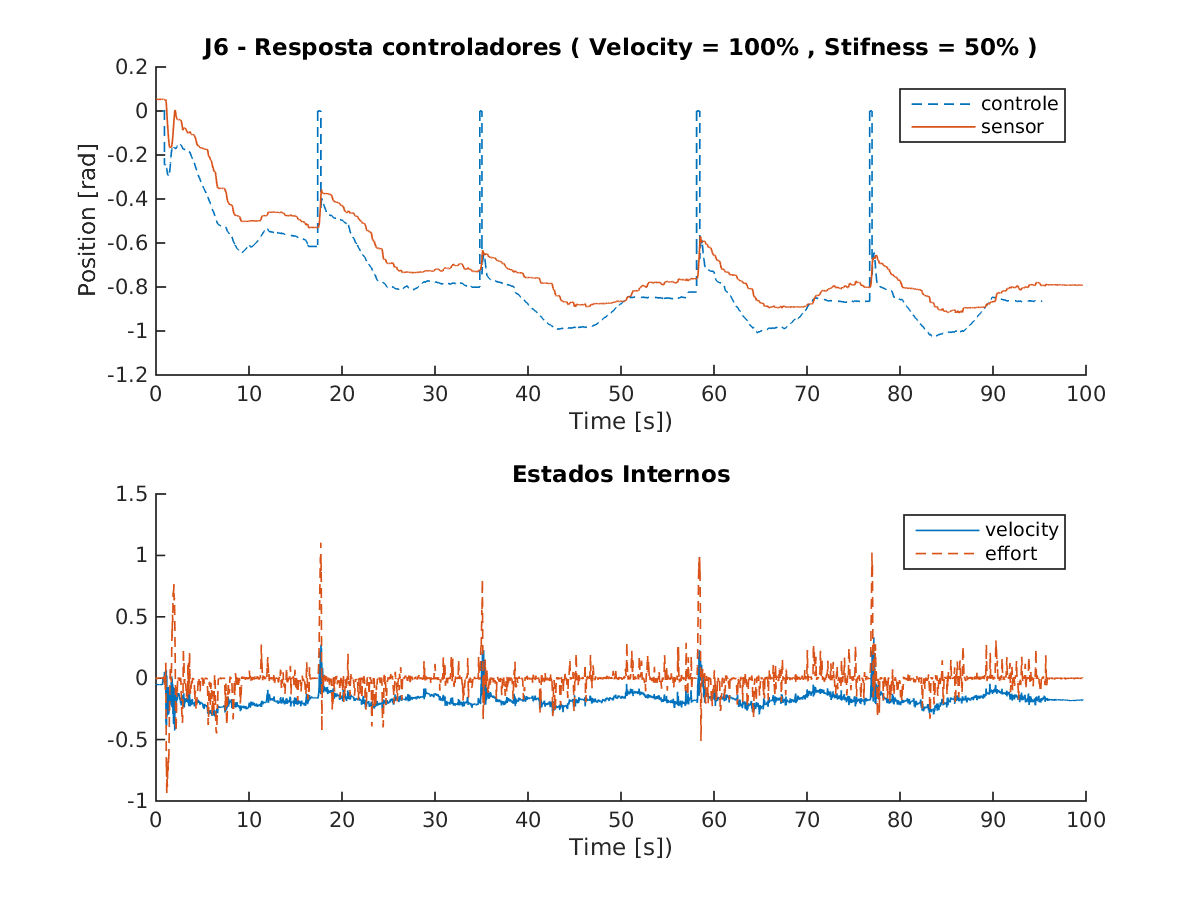 J6 - Resposta controladores ( Velocity = 100% , Stifness = 50% )
0.2
0
-0.2
-0.4
-0.6
-0.8
-1
-1.2
Position [rad]
controle
sensor
0 10 20 30 40 50 60 70 80 90 100
Time [s])
Estados Internos
1.5
1
0.5
0
-0.5
-1
velocity
effort
0 10 20 30 40 50 60 70 80 90 100
Time [s])